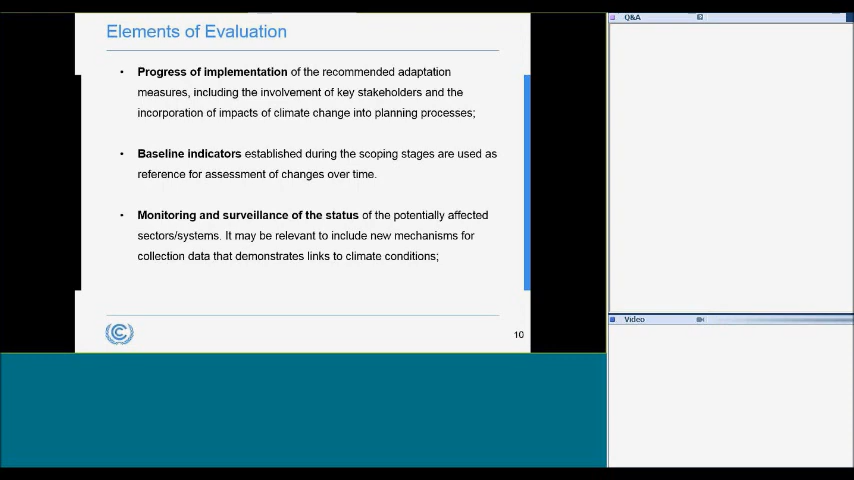 Elements of Evaluation
• Progress of implementation of the recommended adaptation
measures, including the involvement of key stakeholders and the
incorporation of impacts of climate change into planning processes;
• Baseline indicators established during the scoping stages are used as
reference for assessment of changes over time.
• Monitoring and surveillance of the status of the potentially affected
sectors/systems. It may be relevant to include new mechanisms for
collection data that demonstrates links to climate conditions;
10
Q&A
Video